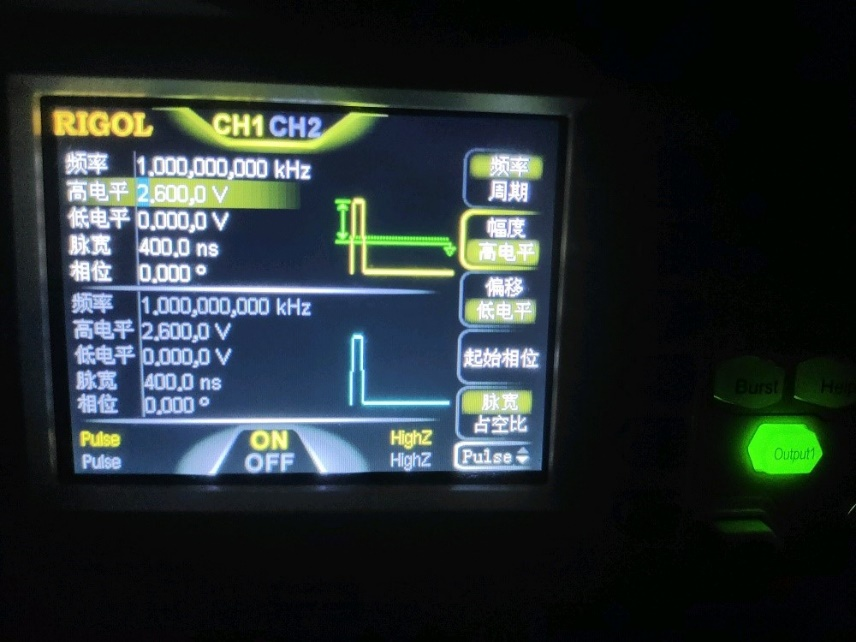 RIGOL CH1 CH2
频率 1.000,000,000 kHz
高电平 2.600,0 V
低电平 0.000,0 V
脉宽 400.0 ns
相位 0.000 °
频率 1.000,000,000 kHz
高电平 2.600,0 V
低电平 0.000,0 V
脉宽 400.0 ns
相位 0.000 °
Pulse ON HighZ
Pulse OFF HighZ
频率
周期
幅度
高电平
偏移
低电平
起始相位
脉宽
占空比
Pulse
Burst
Help
Output1